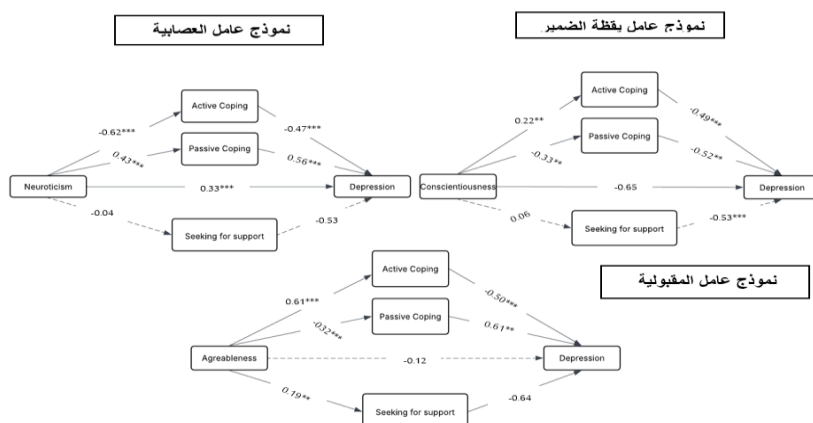 نموذج عامل العصابية
نموذج عامل يقظة الضمير
Active Coping
-0.62***
-0.47***
Passive Coping
0.43***
0.56***
Neuroticism
0.33***
Depression
-0.04
-0.53
Seeking for support
Active Coping
0.22**
-0.49***
Passive Coping
-0.33**
-0.52**
Conscientiousness
-0.65
Depression
0.06
-0.53***
Seeking for support
نموذج عامل المقبولية
Active Coping
0.61***
-0.50***
Passive Coping
-032***
0.61**
Agreableness
-0.12
Depression
0.19**
-0.64
Seeking for support